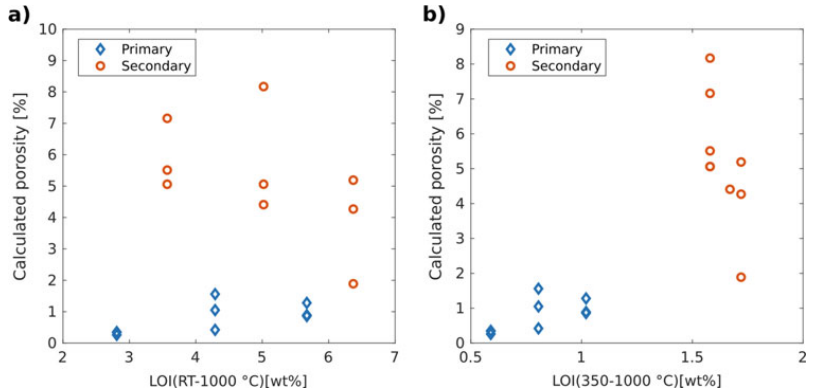 a)
10
9
8
7
6
5
4
3
2
1
0
Calculated porosity [%]
Primary
Secondary
2 3 4 5 6 7
LOI(RT-1000 °C)[wt%]
b)
9
8
7
6
5
4
3
2
1
0
Calculated porosity [%]
Primary
Secondary
0.5 1 1.5 2
LOI(350-1000 °C)[wt%]